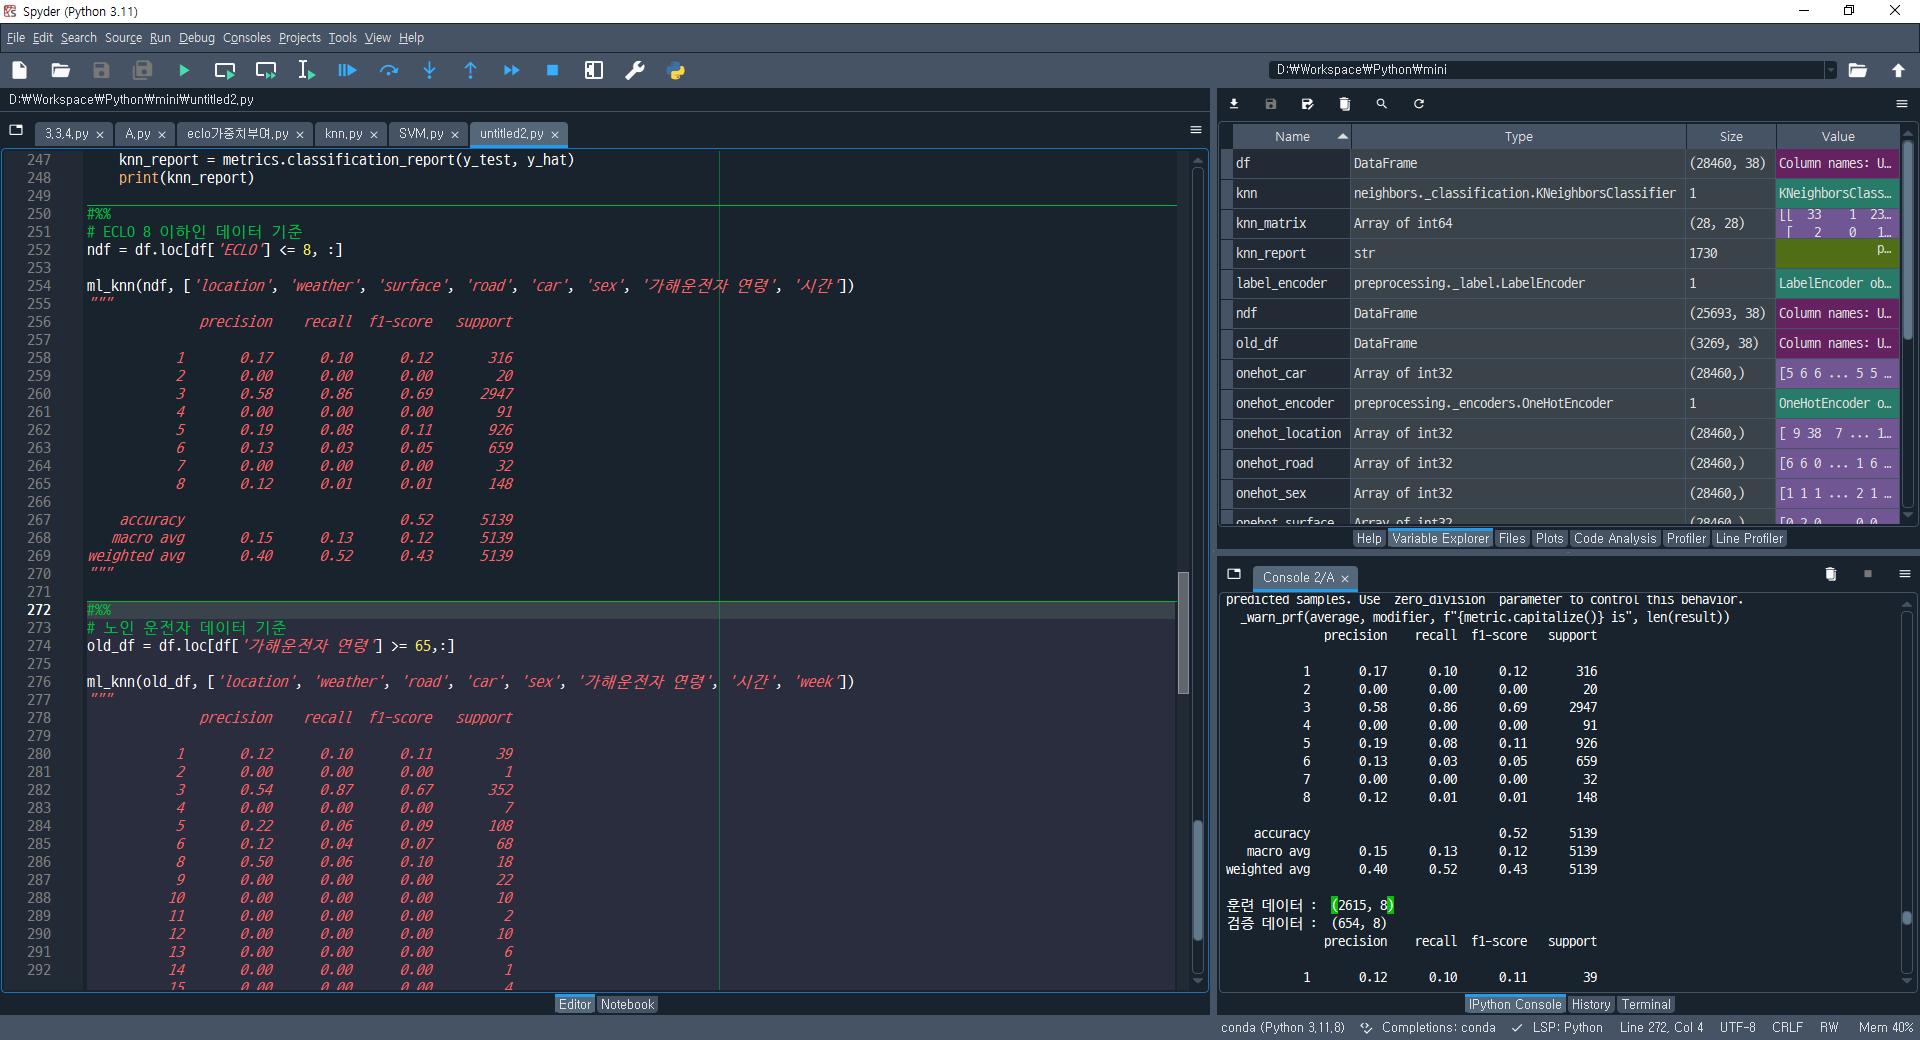 Spyder (Python 3.11)
File Edit Search Source Run Debug Consoles Projects Tools View Help
D:₩Workspace₩Python₩mini
D:₩Workspace₩Python₩mini₩untitled2.py
3.3.4.py A.py eclo가중치부여.py knn.py SVM.py untitled2.py
247 knn_report = metrics.classification_report(y_test, y_hat)
248 print(knn_report)
249
250 #%%
251 # ECLO 8 이하인 데이터 기준
252 ndf = df.loc[df['ECLO'] <= 8, :]
253
254 ml_knn(ndf, ['location', 'weather', 'surface', 'road', 'car', 'sex', '가해운전자 연령', '시간'])
255 """
256 precision recall f1-score support
257
258 1 0.17 0.10 0.12 316
259 2 0.00 0.00 0.00 20
260 3 0.58 0.86 0.69 2947
261 4 0.00 0.00 0.00 91
262 5 0.19 0.08 0.11 926
263 6 0.13 0.03 0.05 659
264 7 0.00 0.00 0.00 32
265 8 0.12 0.01 0.01 148
266
267 accuracy 0.52 5139
268 macro avg 0.15 0.13 0.12 5139
269 weighted avg 0.40 0.52 0.43 5139
270 """
271
272 #%%
273 # 노인 운전자 데이터 기준
274 old_df = df.loc[df['가해운전자 연령'] >= 65,:]
275
276 ml_knn(old_df, ['location', 'weather', 'road', 'car', 'sex', '가해운전자 연령', '시간', 'week'])
277 """
278 precision recall f1-score support
279
280 1 0.12 0.10 0.11 39
281 2 0.00 0.00 0.00 1
282 3 0.54 0.87 0.67 352
283 4 0.00 0.00 0.00 7
284 5 0.22 0.06 0.09 108
285 6 0.12 0.04 0.07 68
286 8 0.50 0.06 0.10 18
287 9 0.00 0.00 0.00 22
288 10 0.00 0.00 0.00 10
289 11 0.00 0.00 0.00 2
290 12 0.00 0.00 0.00 10
291 13 0.00 0.00 0.00 6
292 14 0.00 0.00 0.00 1
15 0.00 0.00 0.00 4
Editor Notebook
Name Type Size Value
df DataFrame (28460, 38) Column names: U…
knn neighbors._classification.KNeighborsClassifier 1 KNeighborsClass…
knn_matrix Array of int64 (28, 28) [[ 33 1 23…
[ 2 0 1…
knn_report str 1730 p…
label_encoder preprocessing._label.LabelEncoder 1 LabelEncoder ob…
ndf DataFrame (25693, 38) Column names: U…
old_df DataFrame (3269, 38) Column names: U…
onehot_car Array of int32 (28460,) [5 6 6 ... 5 5 …
onehot_encoder preprocessing._encoders.OneHotEncoder 1 OneHotEncoder o…
onehot_location Array of int32 (28460,) [ 9 38 7 ... 1…
onehot_road Array of int32 (28460,) [6 6 0 ... 1 6 …
onehot_sex Array of int32 (28460,) [1 1 1 ... 2 1 …
onehot_surface Array of int32 (28460,) [0 2 0 ... 0 0 …
Help Variable Explorer Files Plots Code Analysis Profiler Line Profiler
Console 2/A
predicted samples. Use `zero_division` parameter to control this behavior.
_warn_prf(average, modifier, f"{metric.capitalize()} is", len(result))
precision recall f1-score support
1 0.17 0.10 0.12 316
2 0.00 0.00 0.00 20
3 0.58 0.86 0.69 2947
4 0.00 0.00 0.00 91
5 0.19 0.08 0.11 926
6 0.13 0.03 0.05 659
7 0.00 0.00 0.00 32
8 0.12 0.01 0.01 148
accuracy 0.52 5139
macro avg 0.15 0.13 0.12 5139
weighted avg 0.40 0.52 0.43 5139
훈련 데이터 : (2615, 8)
검증 데이터 : (654, 8)
precision recall f1-score support
1 0.12 0.10 0.11 39
IPython Console History Terminal
conda (Python 3.11.8) Completions: conda LSP: Python Line 272, Col 4 UTF-8 CRLF RW Mem 40%